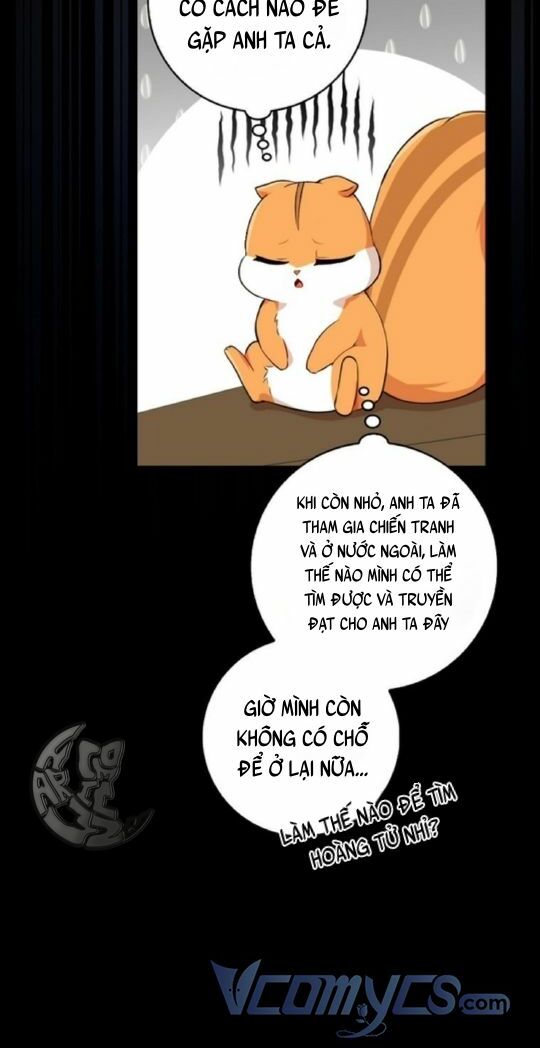 CÓ CÁCH NÀO ĐỂ
GẶP ANH TA CẢ.
KHI CÒN NHỎ, ANH TA ĐÃ
THAM GIA CHIẾN TRANH
VÀ Ở NƯỚC NGOÀI, LÀM
THẾ NÀO MÌNH CÓ THỂ
TÌM ĐƯỢC VÀ TRUYỀN
ĐẠT CHO ANH TA ĐÂY
GIỜ MÌNH CÒN
KHÔNG CÓ CHỖ
ĐỂ Ở LẠI NỮA...
LÀM THẾ NÀO ĐỂ TÌM
HOÀNG TỬ NHỈ?
VCOMYCS.com